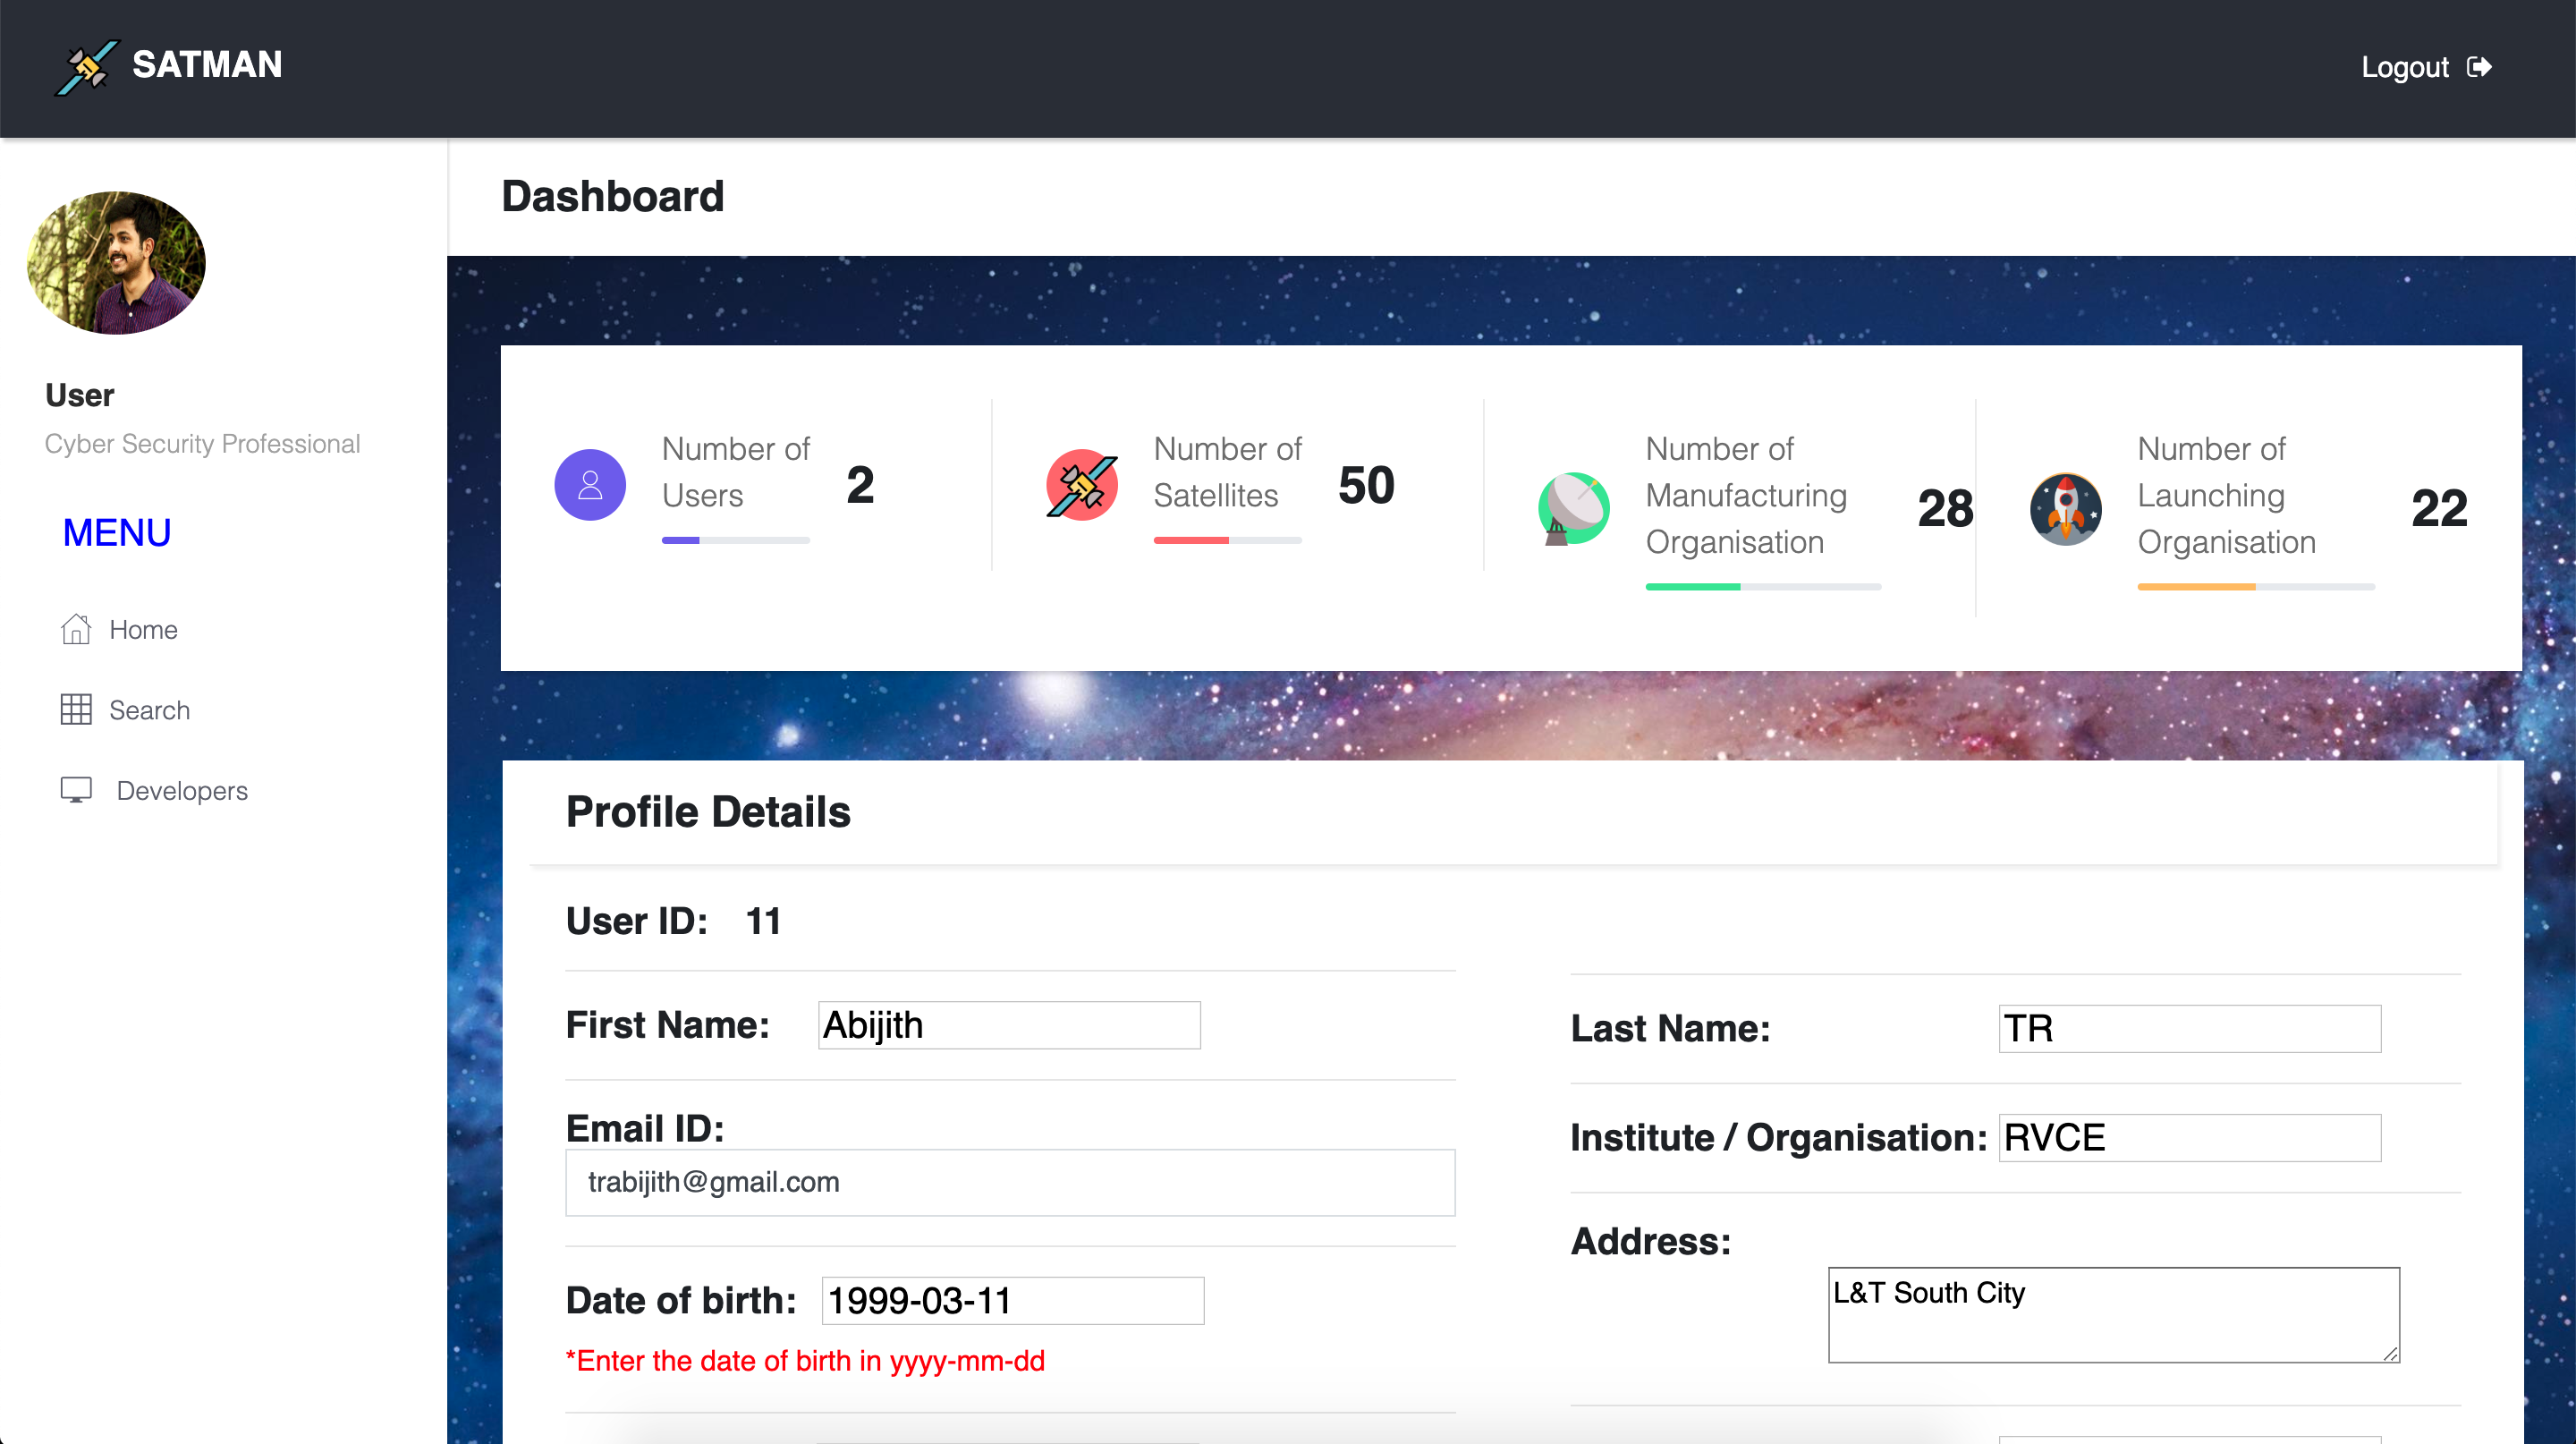 SATMAN
Logout
Dashboard
User
Cyber Security Professional
MENU
Home
Search
Developers
Number of
Users
2
Number of
Satellites
50
Number of
Manufacturing
Organisation
28
Number of
Launching
Organisation
22
Profile Details
User ID: 11
First Name: Abijith
Last Name: TR
Email ID:
trabijith@gmail.com
Institute / Organisation: RVCE
Address:
L&T South City
Date of birth: 1999-03-11
*Enter the date of birth in yyyy-mm-dd